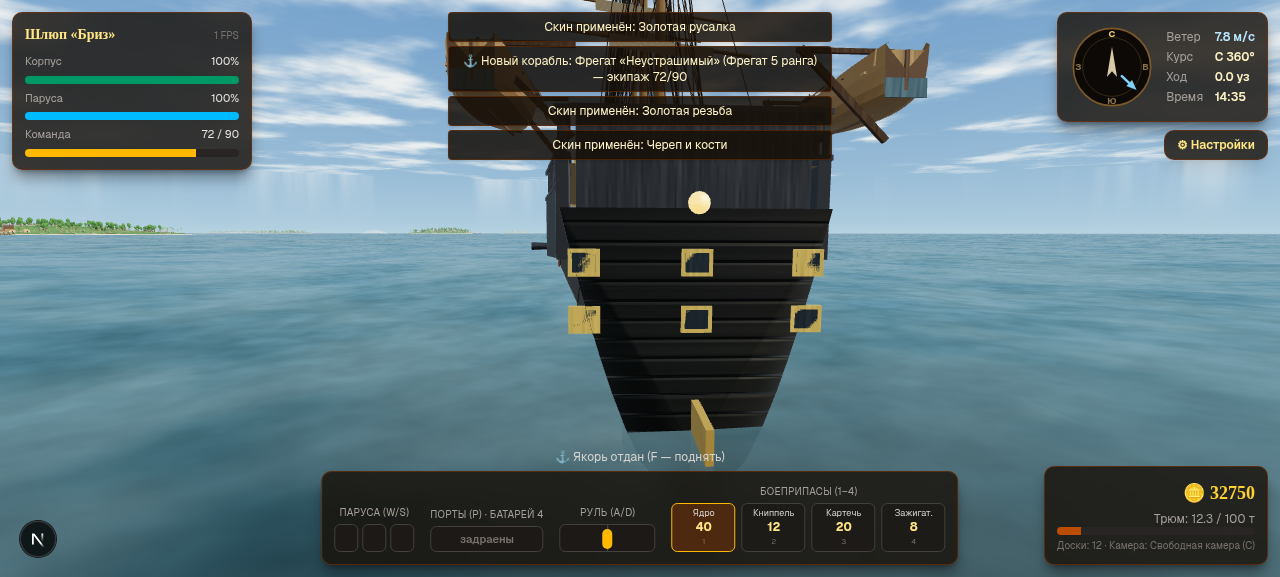 Шлюп «Бриз» 1 FPS
Корпус 100%
Паруса 100%
Команда 72 / 90
Скин применён: Золотая русалка
⚓ Новый корабль: Фрегат «Неустрашимый» (Фрегат 5 ранга)
— экипаж 72/90
Скин применён: Золотая резьба
Скин применён: Череп и кости
С
З
В
Ю
Ветер 7.8 м/с
Курс С 360°
Ход 0.0 уз
Время 14:35
⚙ Настройки
⚓ Якорь отдан (F — поднять)
ПАРУСА (W/S)
ПОРТЫ (P) · БАТАРЕЙ 4
задраены
РУЛЬ (A/D)
БОЕПРИПАСЫ (1–4)
Ядро
40
1
Книппель
12
2
Картечь
20
3
Зажигат.
8
4
🪙 32750
Трюм: 12.3 / 100 т
Доски: 12 · Камера: Свободная камера (C)
N